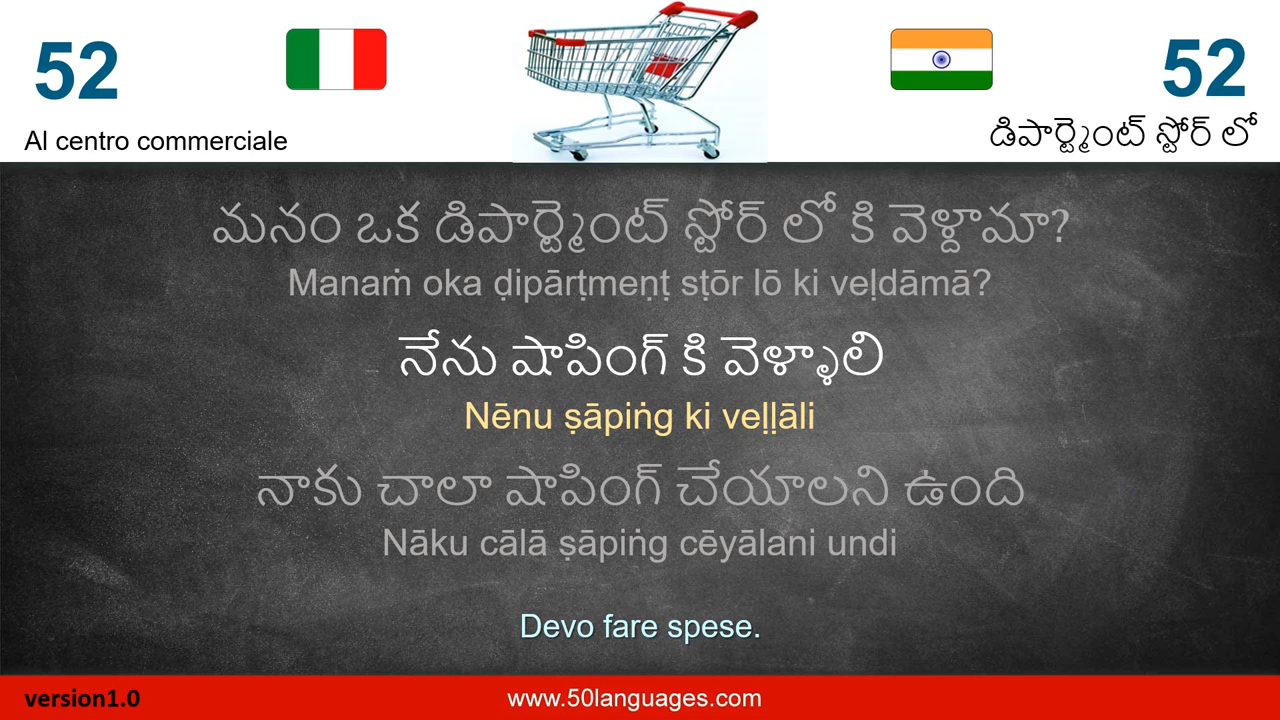 52
52
Al centro commerciale
డిపార్ట్మెంట్ స్టోర్ లో
మనం ఒక డిపార్ట్మెంట్ స్టోర్ లో కి వెళ్దామా?
Manaṁ oka ḍipārṭmeṇṭ sṭōr lō ki veḷdāmā?
నేను షాపింగ్ కి వెళ్ళాలి
Nēnu ṣāpiṅg ki veḷḷāli
నాకు చాలా షాపింగ్ చేయాలని ఉంది
Nāku cālā ṣāpiṅg cēyālani undi
Devo fare spese.
version1.0
www.50languages.com